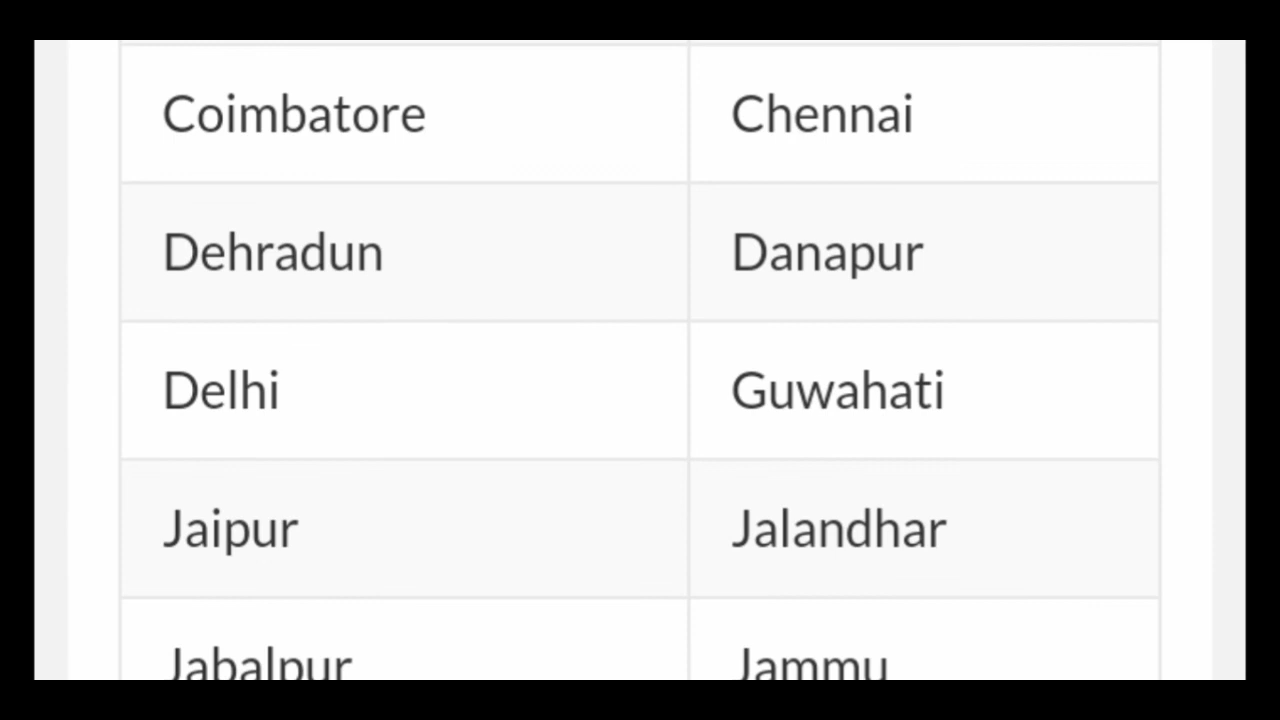 Coimbatore Chennai
Dehradun Danapur
Delhi Guwahati
Jaipur Jalandhar
Jabalpur Jammu